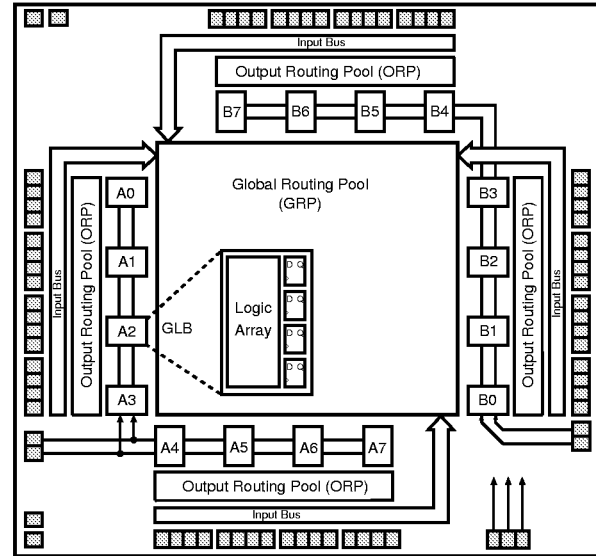 Input Bus
Output Routing Pool (ORP)
B7 B6 B5 B4
Global Routing Pool
(GRP)
Input Bus
Output Routing Pool (ORP)
A0
A1
A2
A3
GLB
Logic
Array
D Q
D Q
D Q
D Q
B3
B2
B1
B0
Output Routing Pool (ORP)
Input Bus
A4 A5 A6 A7
Output Routing Pool (ORP)
Input Bus